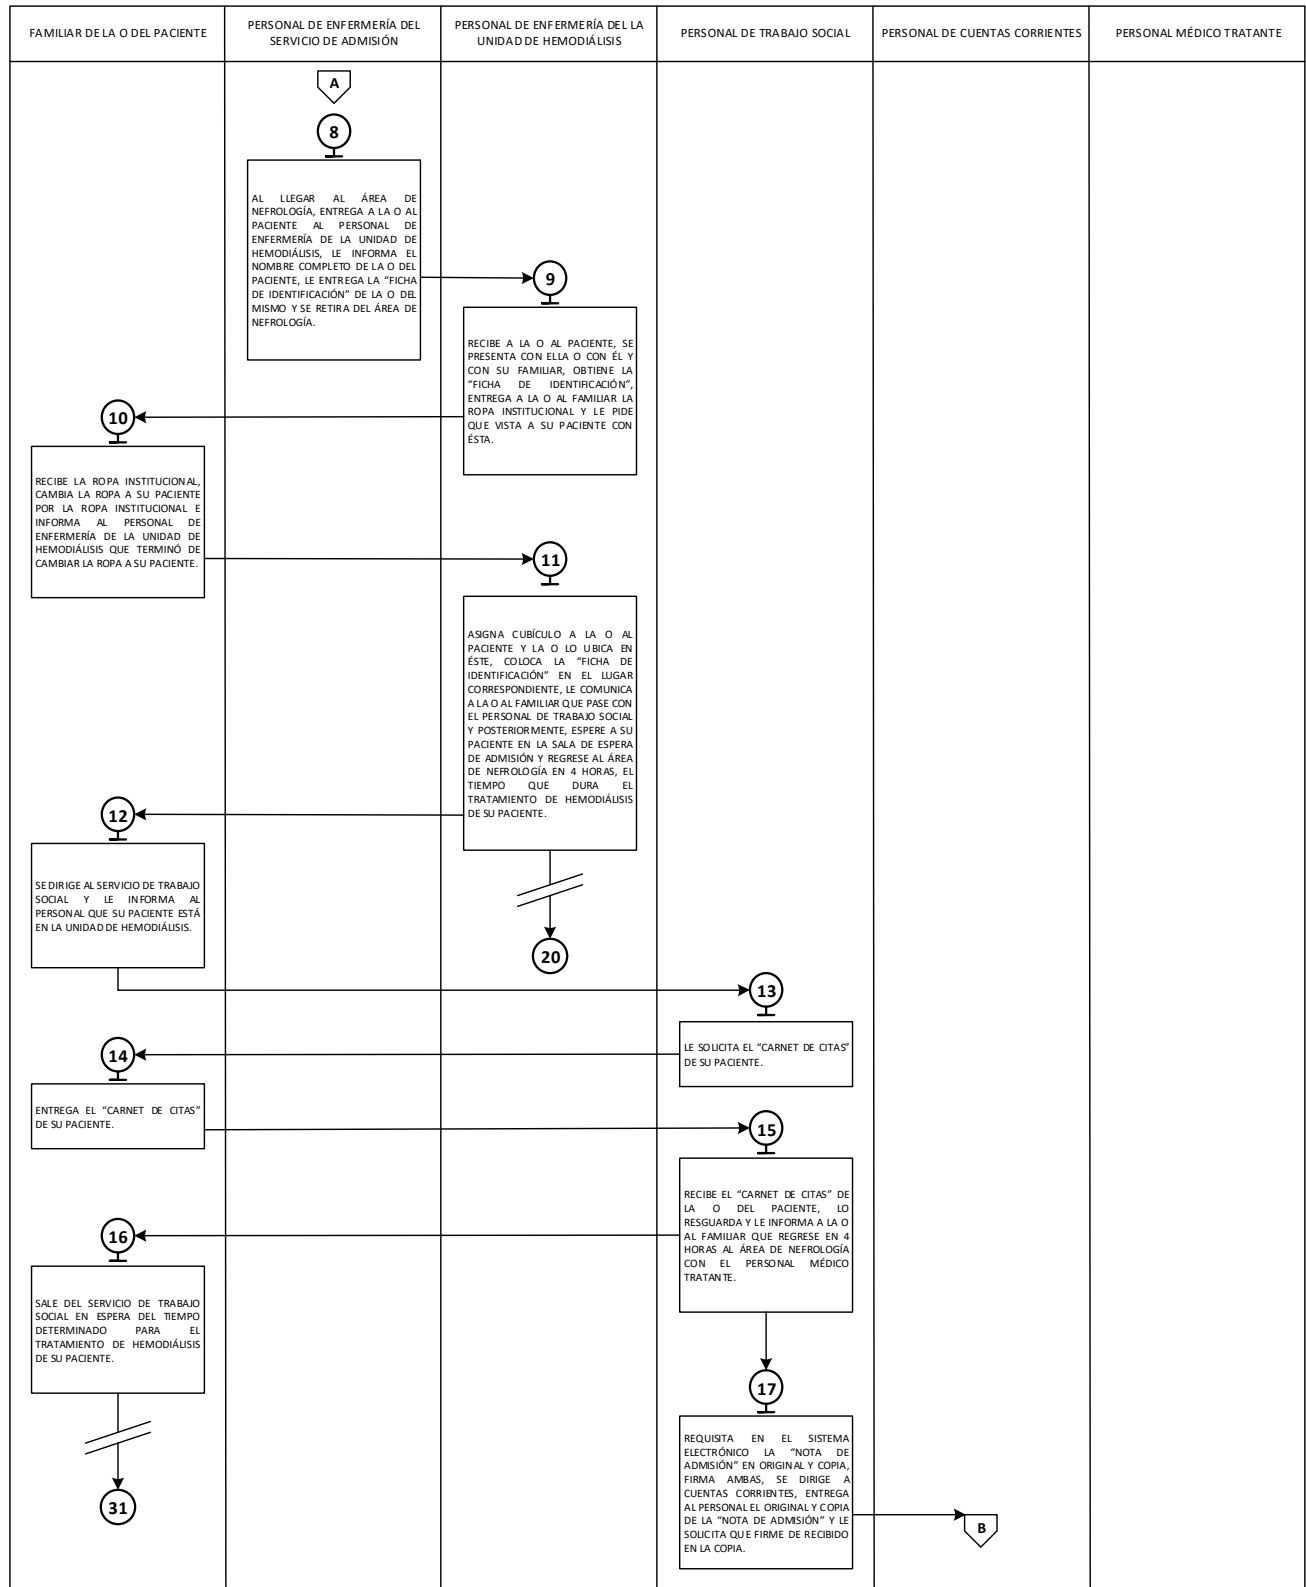 FAMILIAR DE LA O DEL PACIENTE
PERSONAL DE ENFERMERÍA DEL
SERVICIO DE ADMISIÓN
PERSONAL DE ENFERMERÍA DEL LA
UNIDAD DE HEMODIÁLISIS
PERSONAL DE TRABAJO SOCIAL
PERSONAL DE CUENTAS CORRIENTES
PERSONAL MÉDICO TRATANTE
A
8
AL LLEGAR AL ÁREA DE
NEFROLOGÍA, ENTREGA A LA O AL
PACIENTE AL PERSONAL DE
ENFERMERÍA DE LA UNIDAD DE
HEMODIÁLISIS, LE INFORMA EL
NOMBRE COMPLETO DE LA O DEL
PACIENTE, LE ENTREGA LA “FICHA
DE IDENTIFICACIÓN” DE LA O DEL
MISMO Y SE RETIRA DEL ÁREA DE
NEFROLOGÍA.
9
RECIBE A LA O AL PACIENTE, SE
PRESENTA CON ELLA O CON ÉL Y
CON SU FAMILIAR, OBTIENE LA
“FICHA DE IDENTIFICACIÓN”,
ENTREGA A LA O AL FAMILIAR LA
ROPA INSTITUCIONAL Y LE PIDE
QUE VISTA A SU PACIENTE CON
ÉSTA.
10
RECIBE LA ROPA INSTITUCIONAL,
CAMBIA LA ROPA A SU PACIENTE
POR LA ROPA INSTITUCIONAL E
INFORMA AL PERSONAL DE
ENFERMERÍA DE LA UNIDAD DE
HEMODIÁLISIS QUE TERMINÓ DE
CAMBIAR LA ROPA A SU PACIENTE.
11
ASIGNA CUBÍCULO A LA O AL
PACIENTE Y LA O LO UBICA EN
ÉSTE, COLOCA LA “FICHA DE
IDENTIFICACIÓN” EN EL LUGAR
CORRESPONDIENTE, LE COMUNICA
A LA O AL FAMILIAR QUE PASE CON
EL PERSONAL DE TRABAJO SOCIAL
Y POSTERIORMENTE, ESPERE A SU
PACIENTE EN LA SALA DE ESPERA
DE ADMISIÓN Y REGRESE AL ÁREA
DE NEFROLOGÍA EN 4 HORAS, EL
TIEMPO QUE DURA EL
TRATAMIENTO DE HEMODIÁLISIS
DE SU PACIENTE.
12
SE DIRIGE AL SERVICIO DE TRABAJO
SOCIAL Y LE INFORMA AL
PERSONAL QUE SU PACIENTE ESTÁ
EN LA UNIDAD DE HEMODIÁLISIS.
20
13
LE SOLICITA EL “CARNET DE CITAS”
DE SU PACIENTE.
14
ENTREGA EL “CARNET DE CITAS”
DE SU PACIENTE.
15
RECIBE EL “CARNET DE CITAS” DE
LA O DEL PACIENTE, LO
RESGUARDA Y LE INFORMA A LA O
AL FAMILIAR QUE REGRESE EN 4
HORAS AL ÁREA DE NEFROLOGÍA
CON EL PERSONAL MÉDICO
TRATANTE.
16
SALE DEL SERVICIO DE TRABAJO
SOCIAL EN ESPERA DEL TIEMPO
DETERMINADO PARA EL
TRATAMIENTO DE HEMODIÁLISIS
DE SU PACIENTE.
31
17
REQUISITA EN EL SISTEMA
ELECTRÓNICO LA “NOTA DE
ADMISIÓN” EN ORIGINAL Y COPIA,
FIRMA AMBAS, SE DIRIGE A
CUENTAS CORRIENTES, ENTREGA
AL PERSONAL EL ORIGINAL Y COPIA
DE LA “NOTA DE ADMISIÓN” Y LE
SOLICITA QUE FIRME DE RECIBIDO
EN LA COPIA.
B